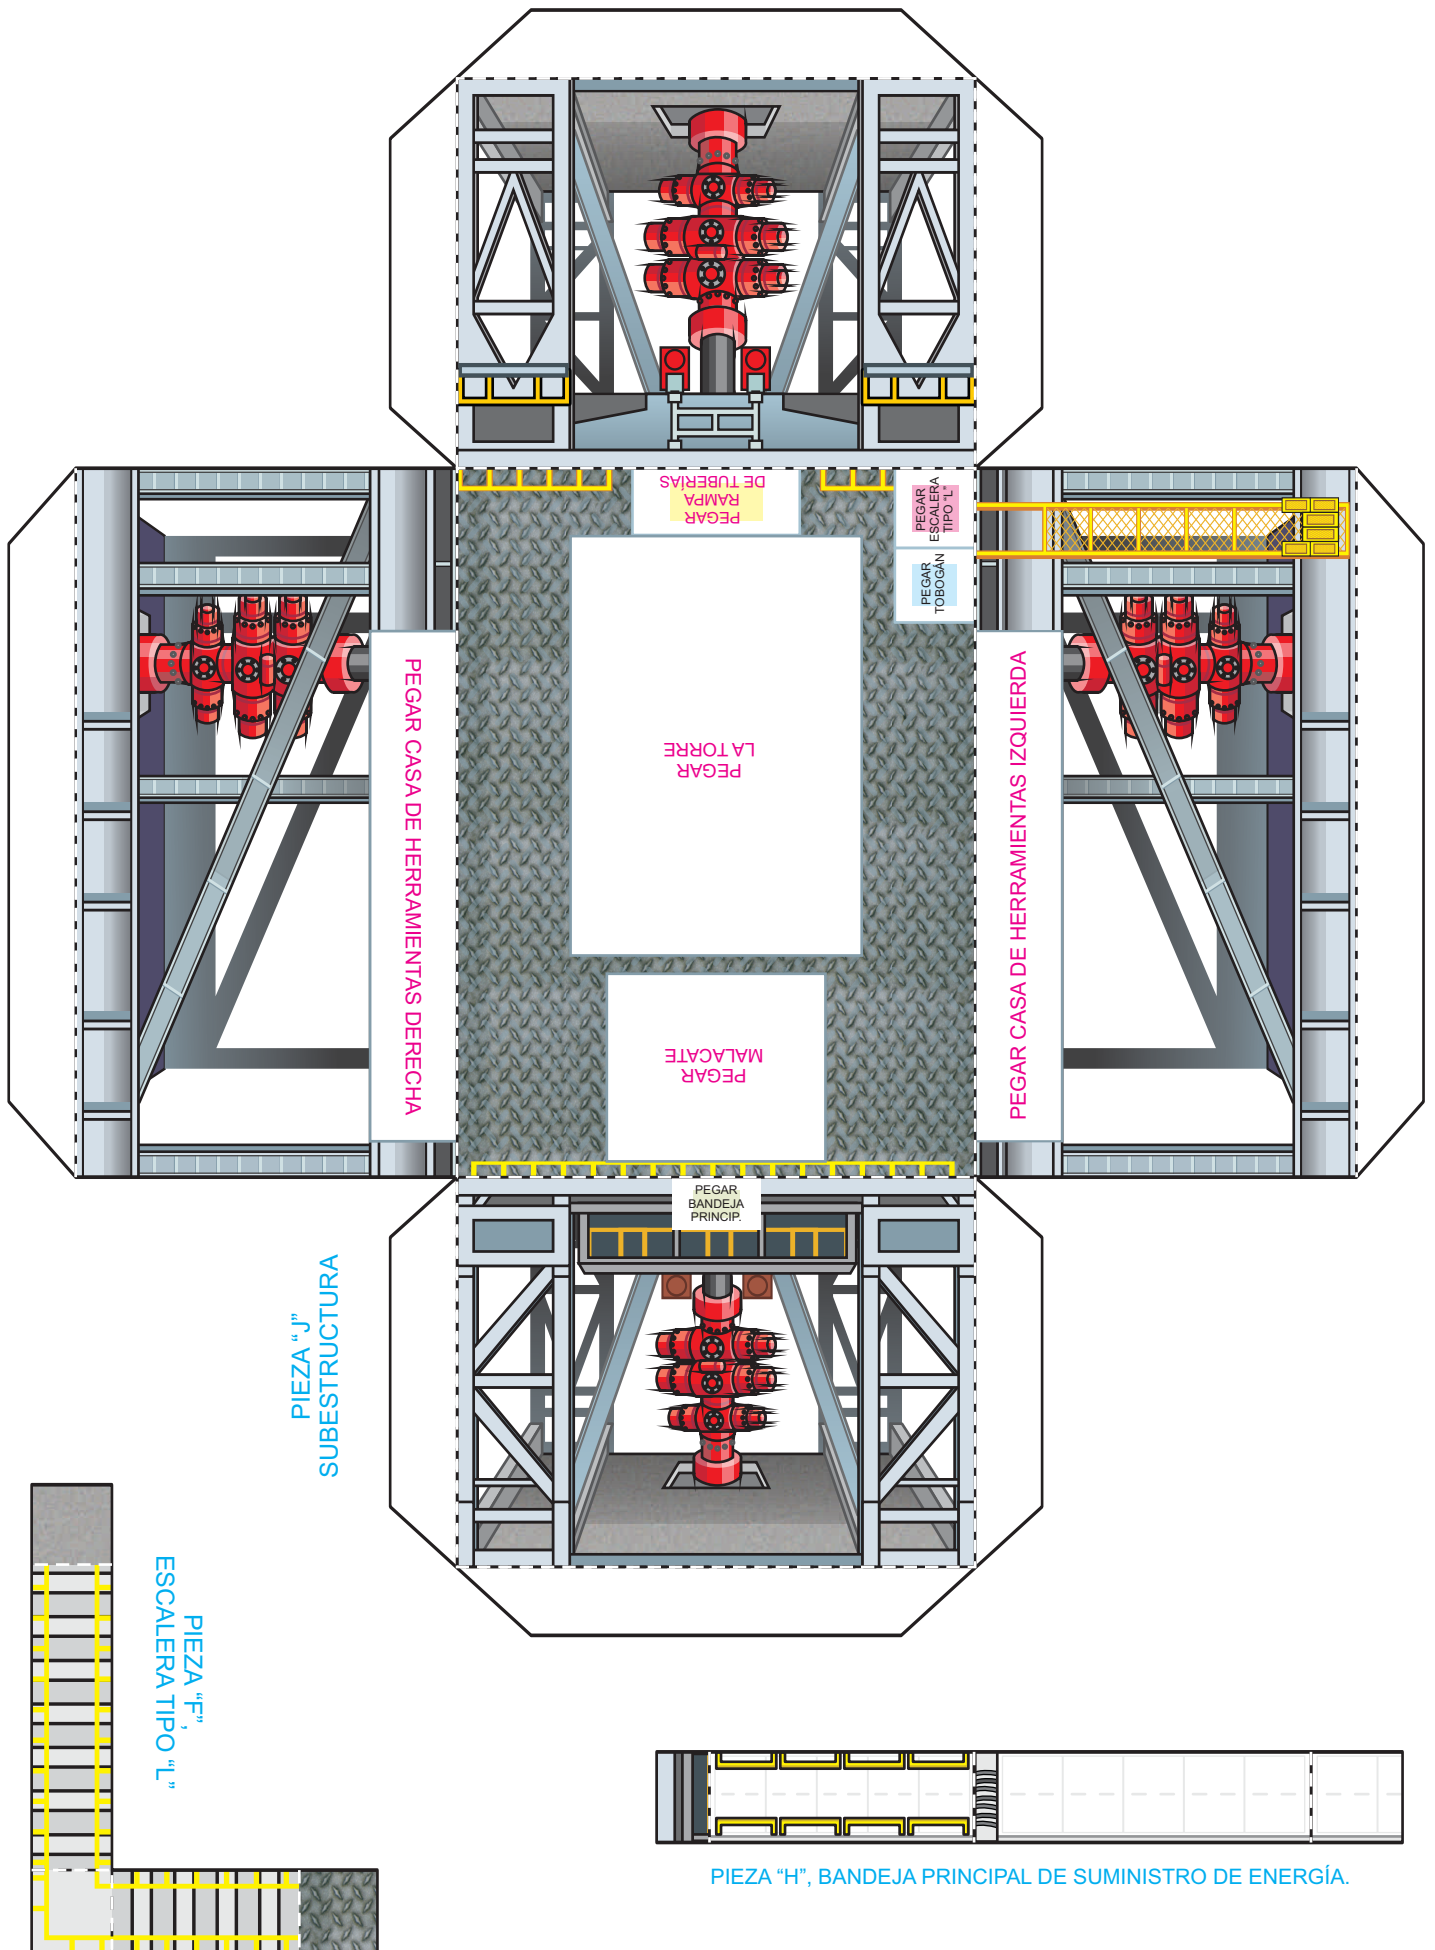 PEGAR
RAMPA
DE TUBERÍAS
PEGAR
ESCALERA
TIPO "L"
PEGAR
TOBOGÁN
PEGAR
LA TORRE
PEGAR CASA DE HERRAMIENTAS DERECHA
PEGAR CASA DE HERRAMIENTAS IZQUIERDA
PEGAR
MALACATE
PEGAR
BANDEJA
PRINCIP.
PIEZA “J”
SUBESTRUCTURA
PIEZA “F”,
ESCALERA TIPO “L”
PIEZA “H”, BANDEJA PRINCIPAL DE SUMINISTRO DE ENERGÍA.